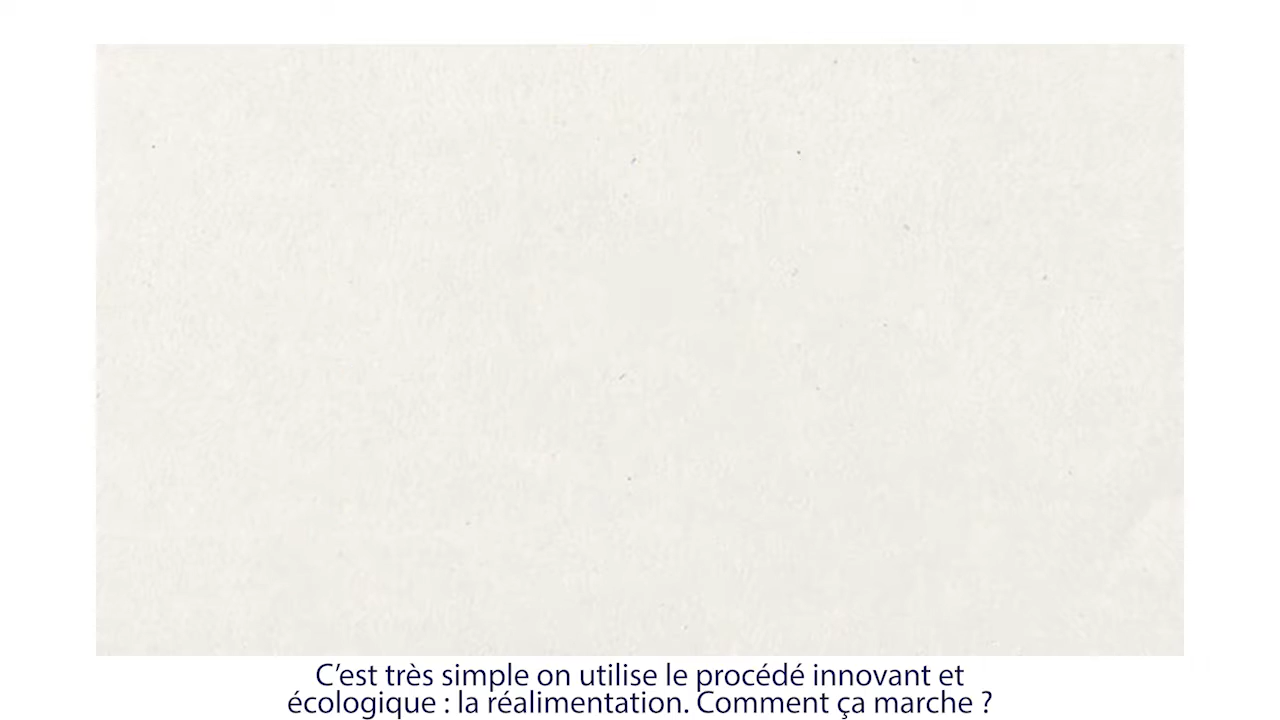 C’est très simple on utilise le procédé innovant et
écologique : la réalimentation. Comment ça marche ?